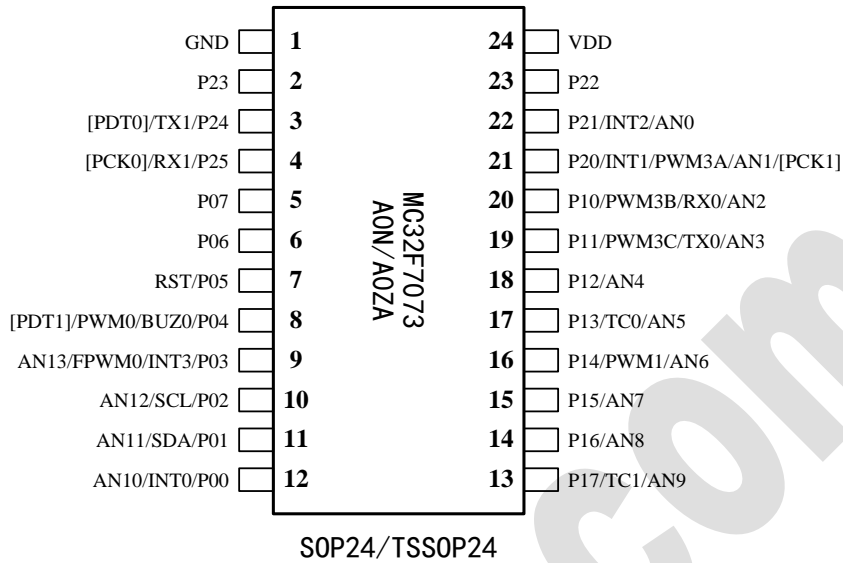 GND 1 24 VDD
P23 2 23 P22
[PDT0]/TX1/P24 3 22 P21/INT2/AN0
[PCK0]/RX1/P25 4 21 P20/INT1/PWM3A/AN1/[PCK1]
P07 5 20 P10/PWM3B/RX0/AN2
P06 6 19 P11/PWM3C/TX0/AN3
RST/P05 7 18 P12/AN4
[PDT1]/PWM0/BUZ0/P04 8 17 P13/TC0/AN5
AN13/FPWM0/INT3/P03 9 16 P14/PWM1/AN6
AN12/SCL/P02 10 15 P15/AN7
AN11/SDA/P01 11 14 P16/AN8
AN10/INT0/P00 12 13 P17/TC1/AN9
MC32F7073
A0N/A0ZA
SOP24/TSSOP24
com